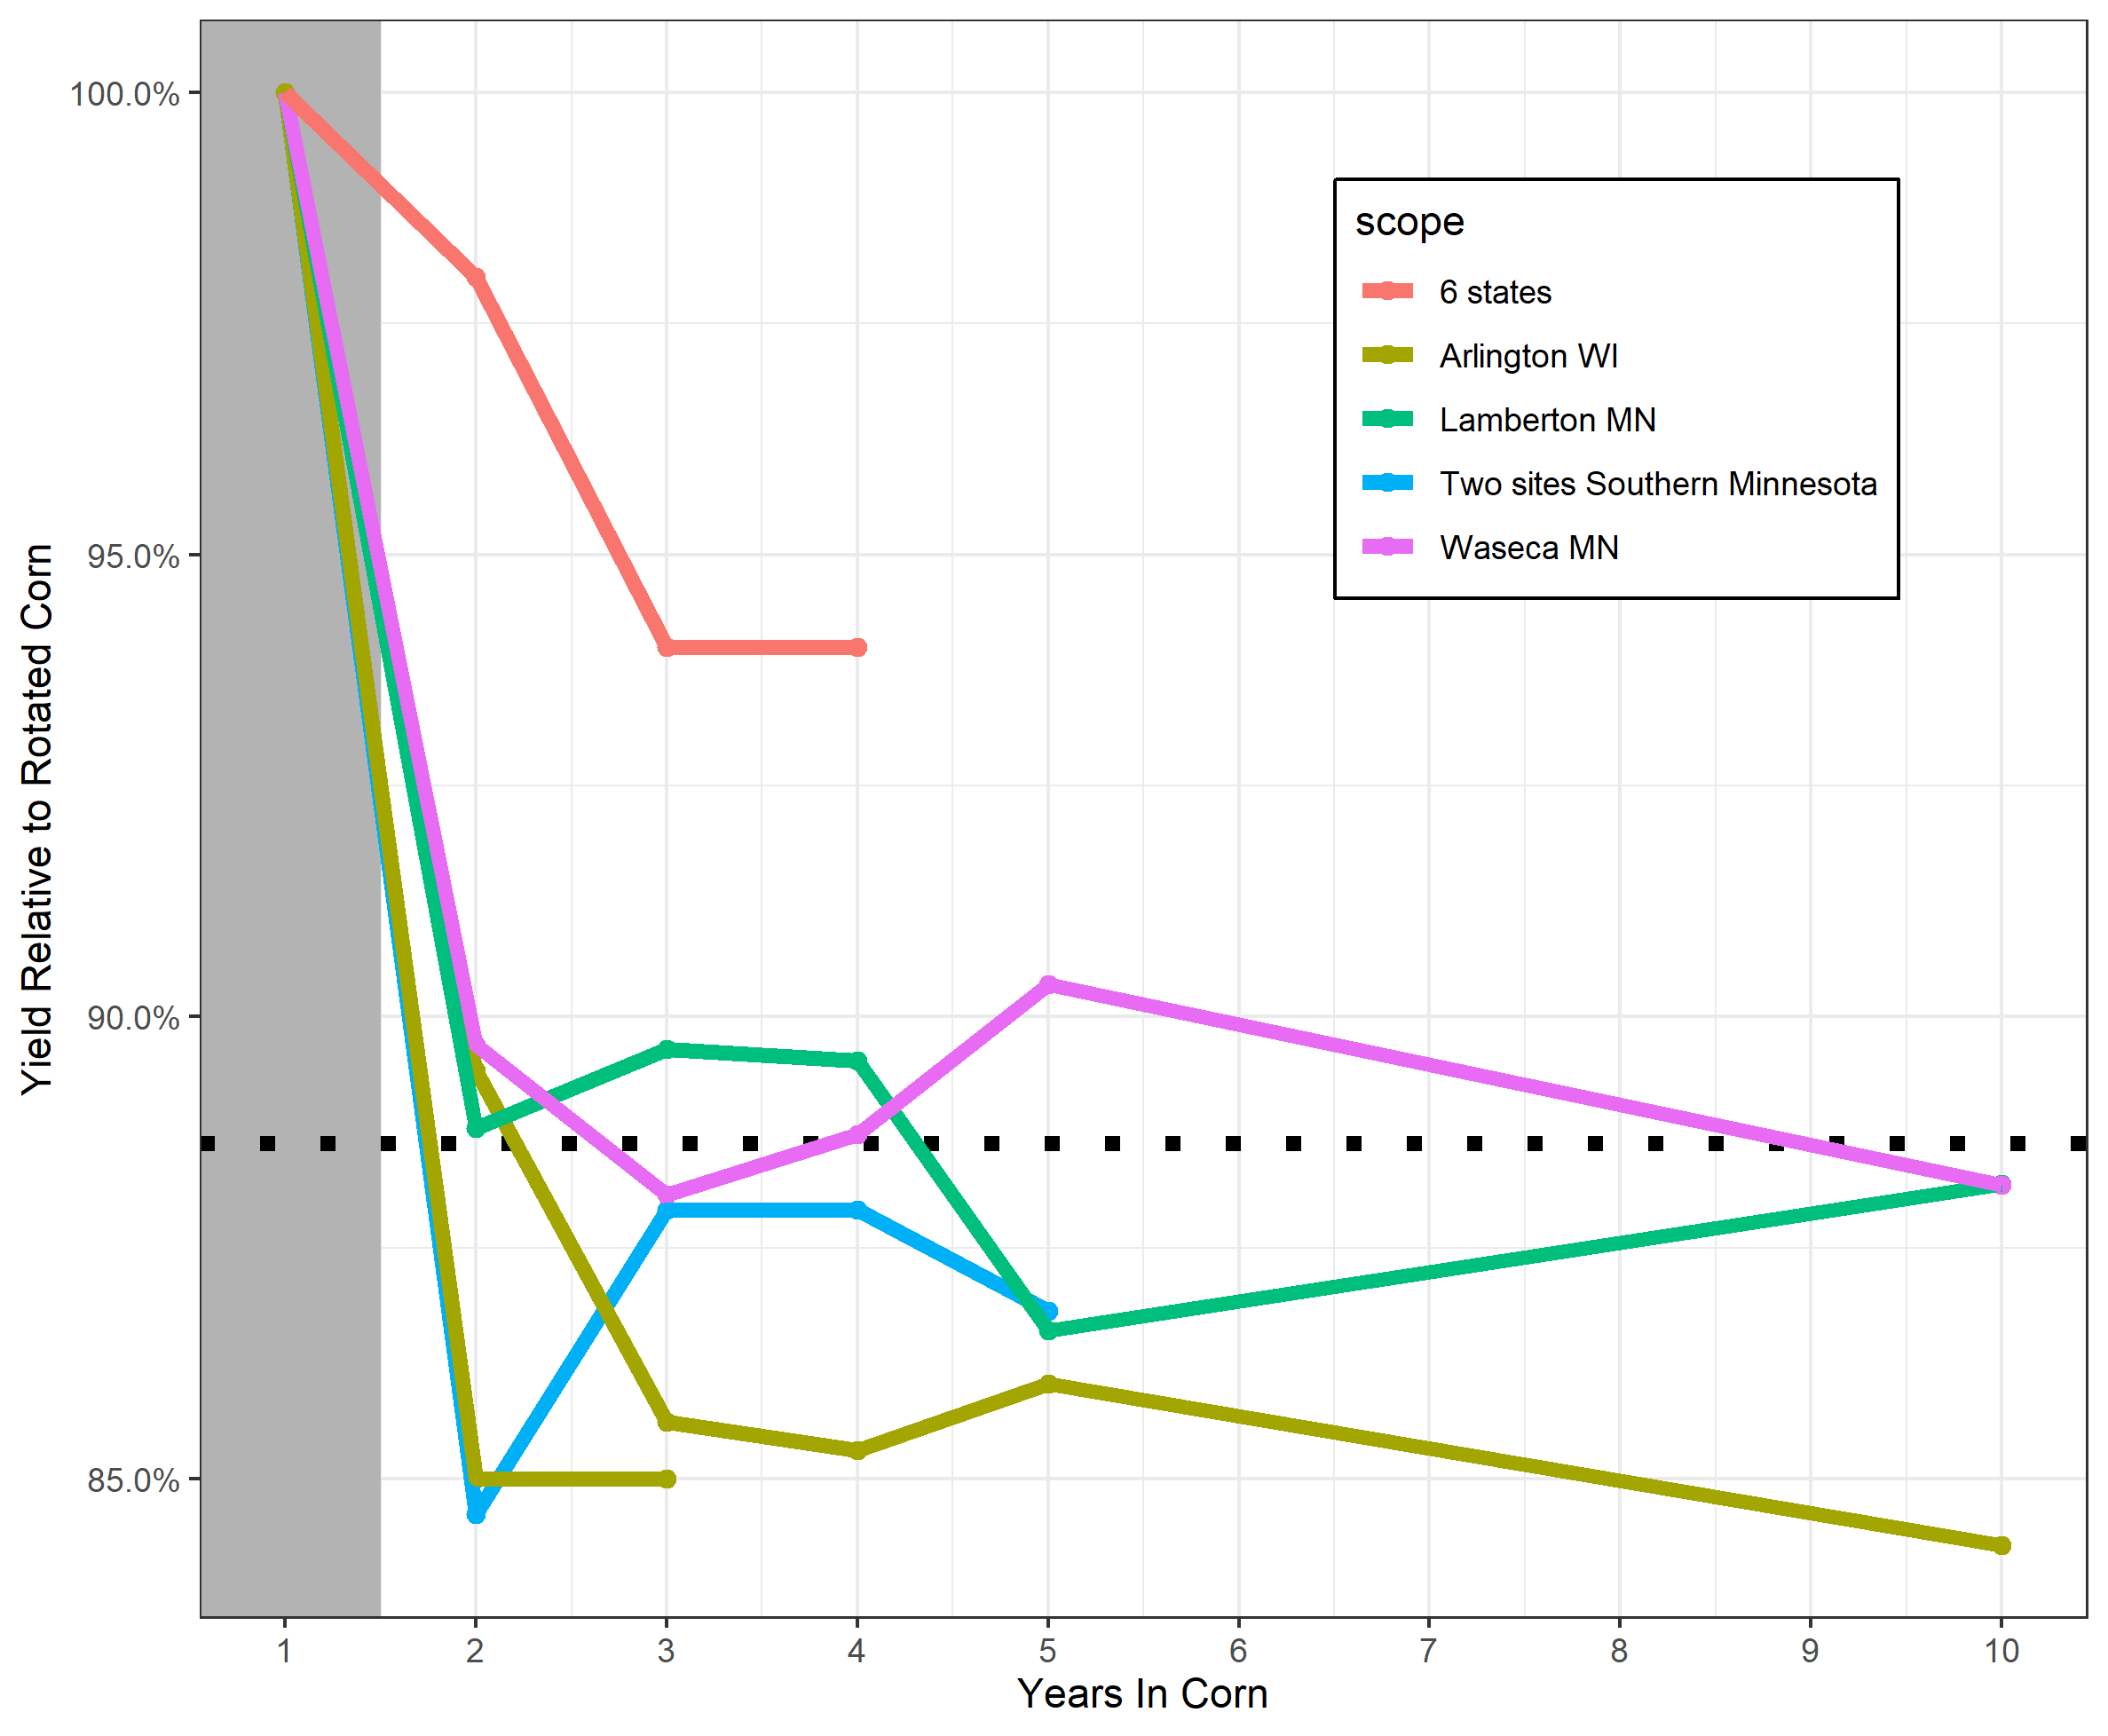 100.0%
95.0%
90.0%
85.0%
Yield Relative to Rotated Corn
scope
6 states
Arlington WI
Lamberton MN
Two sites Southern Minnesota
Waseca MN
1 2 3 4 5 6 7 8 9 10
Years In Corn